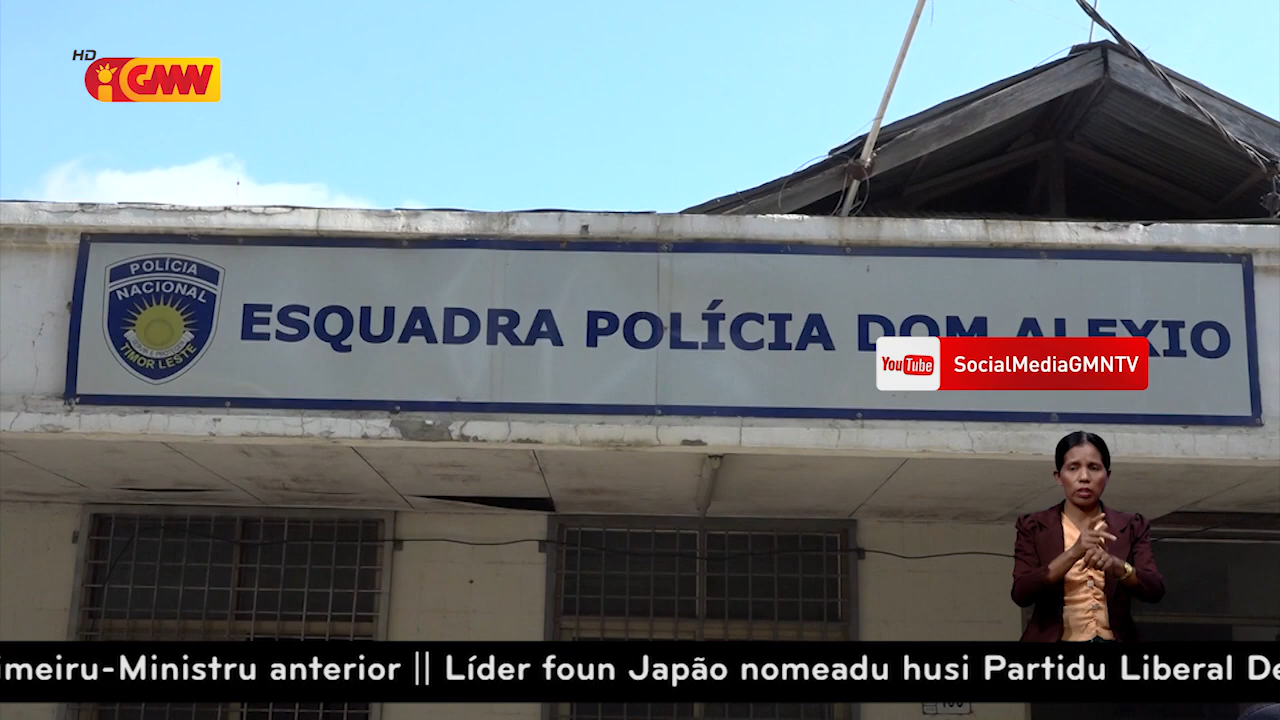 HD
GMN
POLÍCIA
NACIONAL
TIMOR LESTE
ESQUADRA POLÍCIA DOM ALEXIO
YouTube SocialMediaGMNTV
imeiru-Ministru anterior || Líder foun Japão nomeadu husi Partidu Liberal De